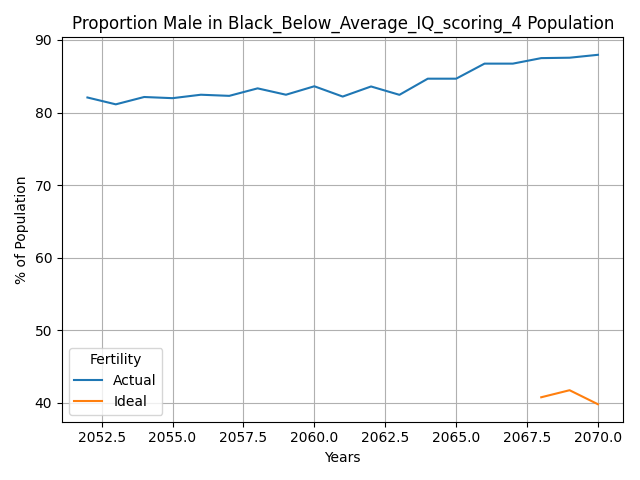 Proportion Male in Black_Below_Average_IQ_scoring_4 Population
90
80
70
60
50
40
% of Population
Fertility
Actual
Ideal
2052.5 2055.0 2057.5 2060.0 2062.5 2065.0 2067.5 2070.0
Years